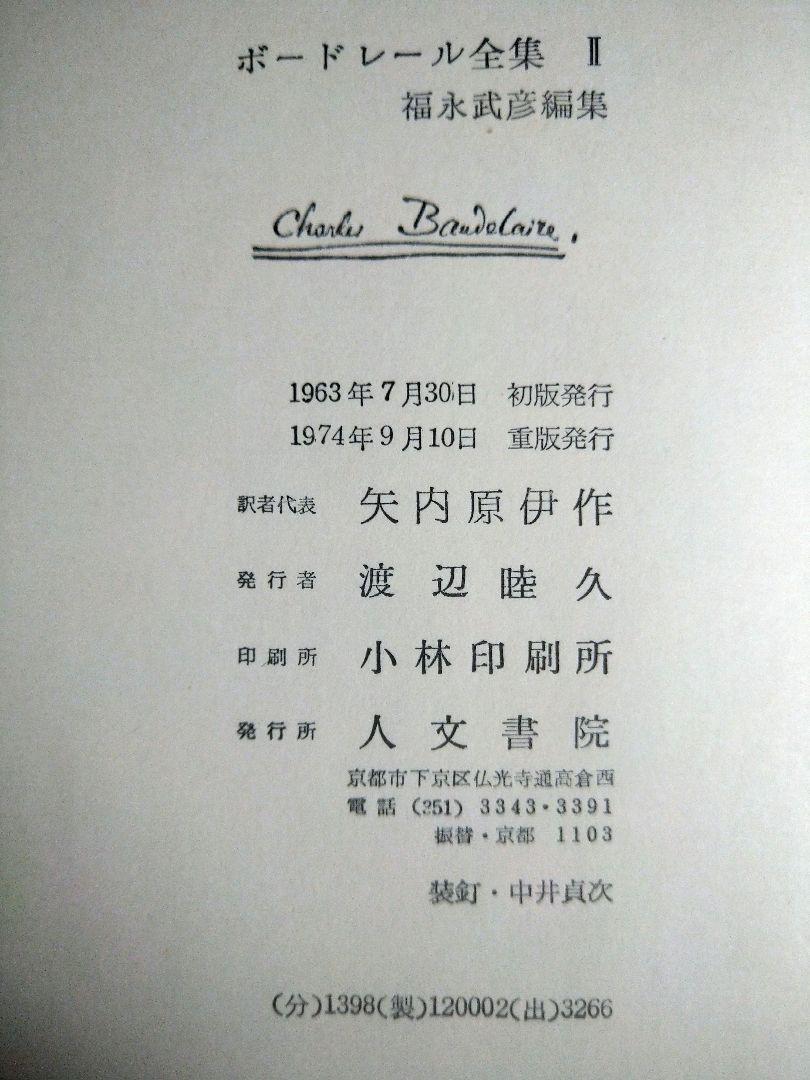 ボードレール全集 Ⅱ
福永武彦編集
Charles Baudelaire.
1963年7月30日 初版発行
1974年9月10日 重版発行
訳者代表 矢内原伊作
発行者 渡辺睦久
印刷所 小林印刷所
発行所 人文書院
京都市下京区仏光寺通高倉西
電話 (351) 3343・3391
振替・京都 1103
装釘・中井貞次
(分)1398(製)120002(出)3266